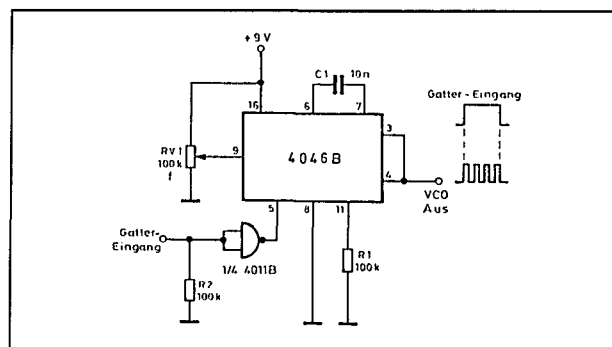 +9V
C1 10n
Gatter-Eingang
16
6
7
3
RV1
100k
f
9
4046B
4
VCO
Aus
5
8
11
Gatter-
Eingang
1/4 4011B
R1
100k
R2
100k